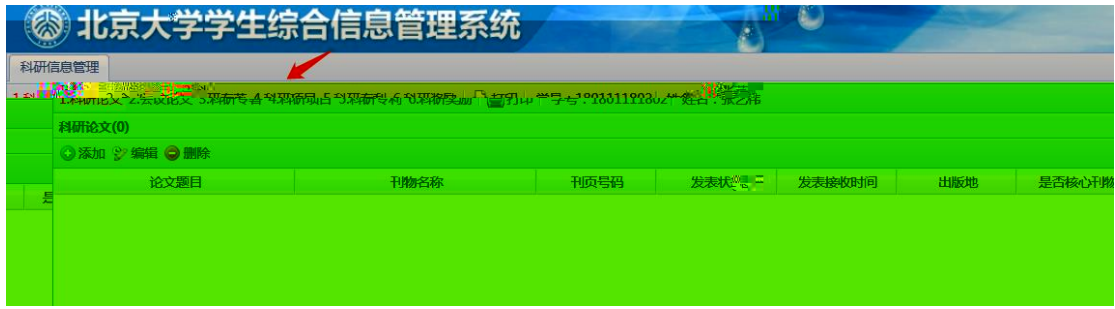 北京大学学生综合信息管理系统
科研信息管理
1.科研论文 2.会议论文 3.科研专著 4.科研项目 5.科研专利 6.科研奖励 打印 学号：1801111802 姓名：张艺伟
科研论文(0)
添加 编辑 删除
论文题目 刊物名称 刊页号码 发表状 发表接收时间 出版地 是否核心刊物